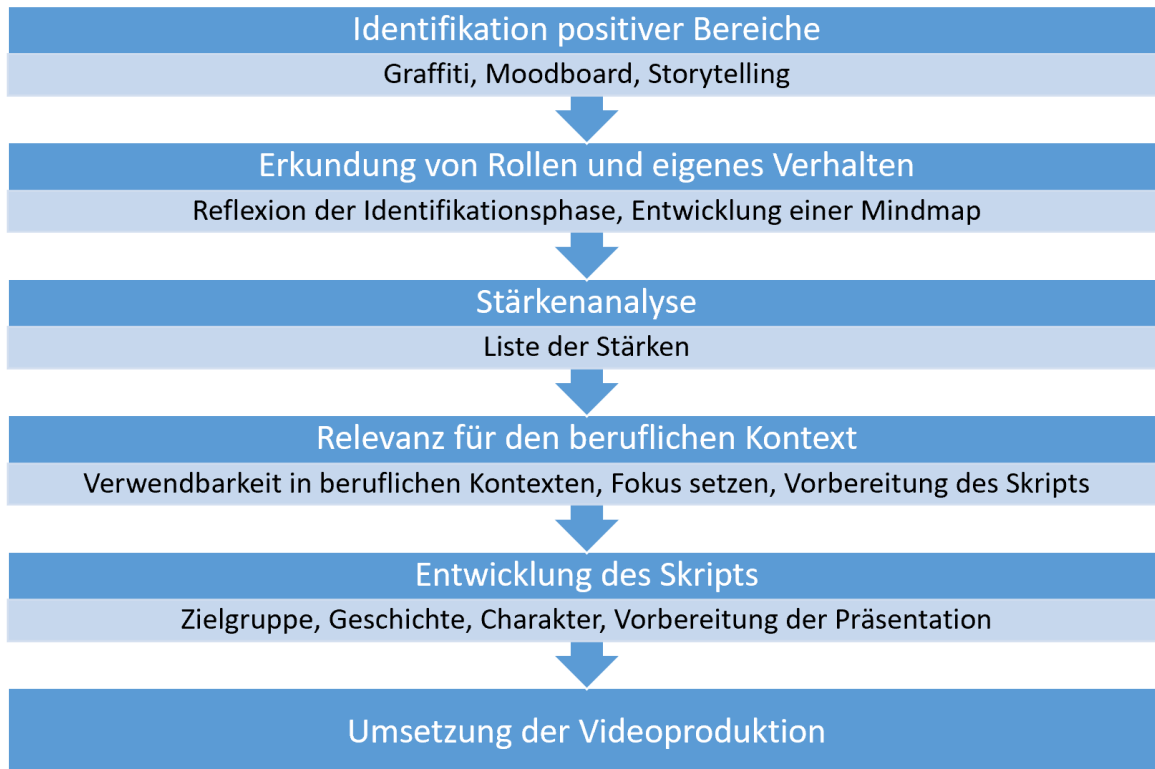 Identifikation positiver Bereiche
Graffiti, Moodboard, Storytelling
Erkundung von Rollen und eigenes Verhalten
Reflexion der Identifikationsphase, Entwicklung einer Mindmap
Stärkenanalyse
Liste der Stärken
Relevanz für den beruflichen Kontext
Verwendbarkeit in beruflichen Kontexten, Fokus setzen, Vorbereitung des Skripts
Entwicklung des Skripts
Zielgruppe, Geschichte, Charakter, Vorbereitung der Präsentation
Umsetzung der Videoproduktion